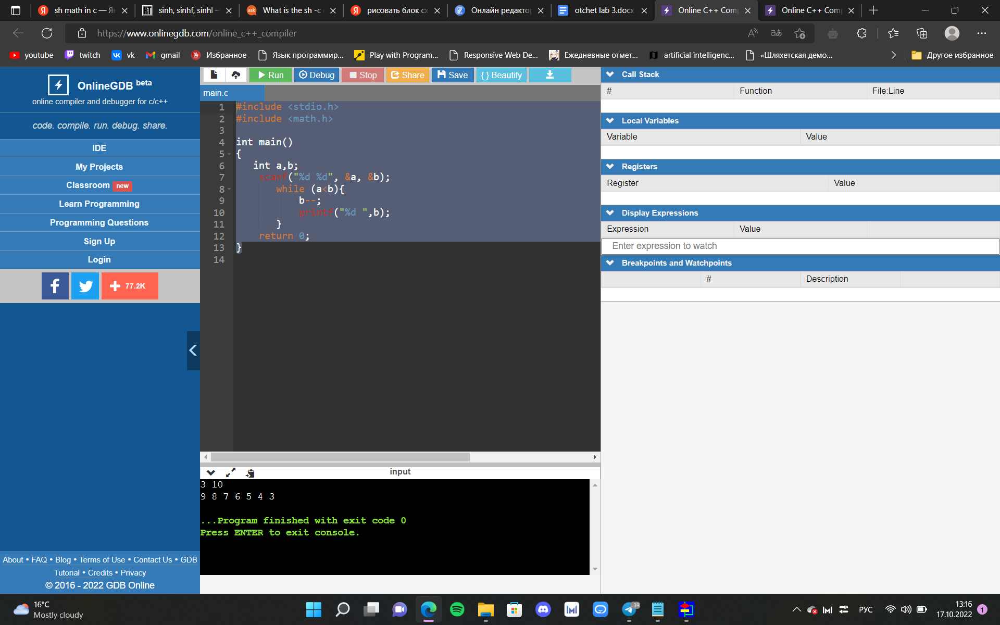 sh math in c — Я
sinh, sinhf, sinhl –
What is the sh -c
рисовать блок сх
Онлайн редактор
otchet lab 3.docx
Online C++ Comp
Online C++ Comp
https://www.onlinegdb.com/online_c++_compiler
youtube
twitch
vk
gmail
Избранное
Язык программир...
Play with Program...
Responsive Web De...
Ежедневные отмет...
artificial intelligenc...
«Шляхетская демо...
Другое избранное
OnlineGDB beta
online compiler and debugger for c/c++
code. compile. run. debug. share.
IDE
My Projects
Classroom new
Learn Programming
Programming Questions
Sign Up
Login
+ 77.2K
About • FAQ • Blog • Terms of Use • Contact Us • GDB
Tutorial • Credits • Privacy
© 2016 - 2022 GDB Online
Run
Debug
Stop
Share
Save
{ } Beautify
main.c
1 #include <stdio.h>
2 #include <math.h>
3
4 int main()
5 {
6 int a,b;
7 scanf("%d %d", &a, &b);
8 while (a<b){
9 b--;
10 printf("%d ",b);
11 }
12 return 0;
13 }
14
input
3 10
9 8 7 6 5 4 3
...Program finished with exit code 0
Press ENTER to exit console.
Call Stack
# Function File:Line
Local Variables
Variable Value
Registers
Register Value
Display Expressions
Expression Value
Enter expression to watch
Breakpoints and Watchpoints
# Description
16°C
Mostly cloudy
39
РУС
13:16
17.10.2022
1